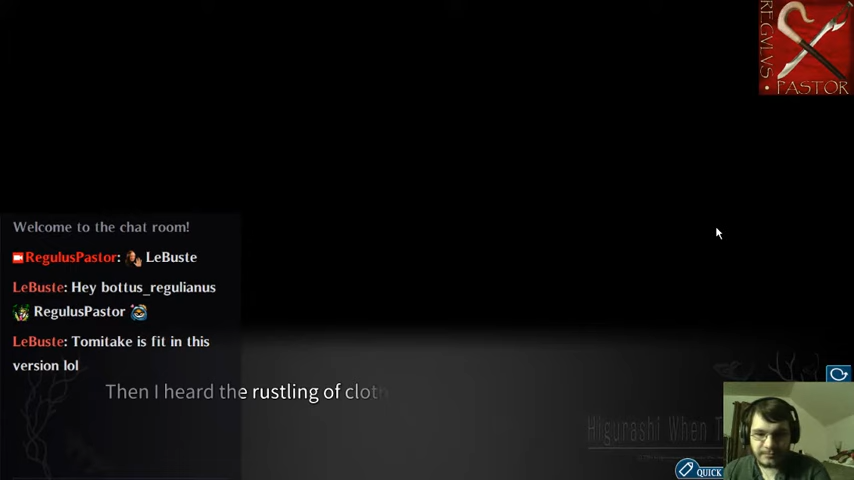 REGVLVS
• PASTOR
Welcome to the chat room!
RegulusPastor: LeBuste
LeBuste: Hey bottus_regulianus
RegulusPastor
LeBuste: Tomitake is fit in this
version lol
Then I heard the rustling of cloth
Higurashi When T
QUICK